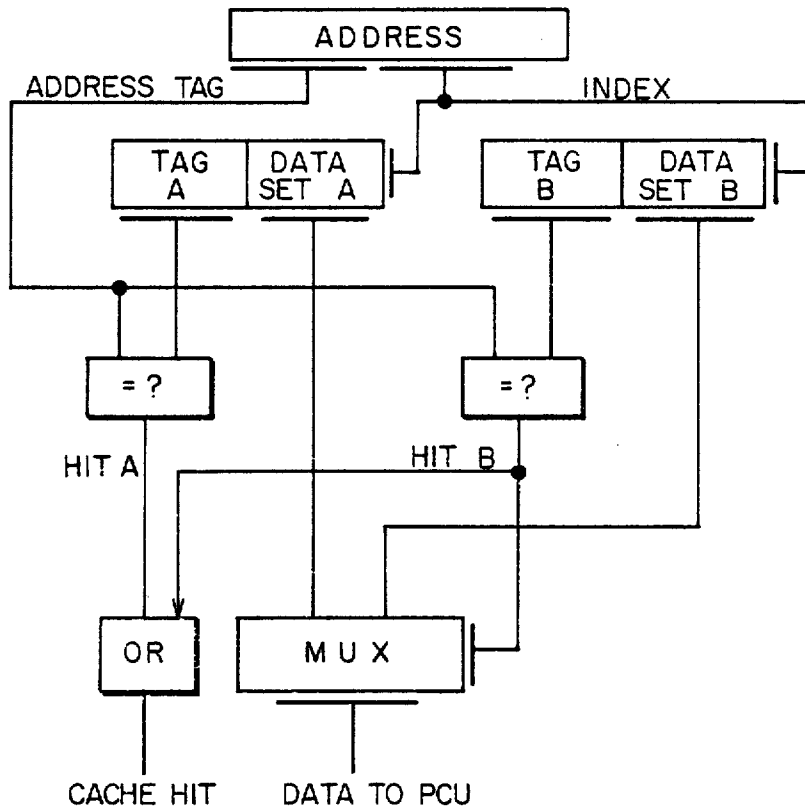 ADDRESS
ADDRESS TAG
INDEX
TAG
A
DATA
SET A
TAG
B
DATA
SET B
= ?
= ?
HIT A
HIT B
OR
MUX
CACHE HIT
DATA TO PCU